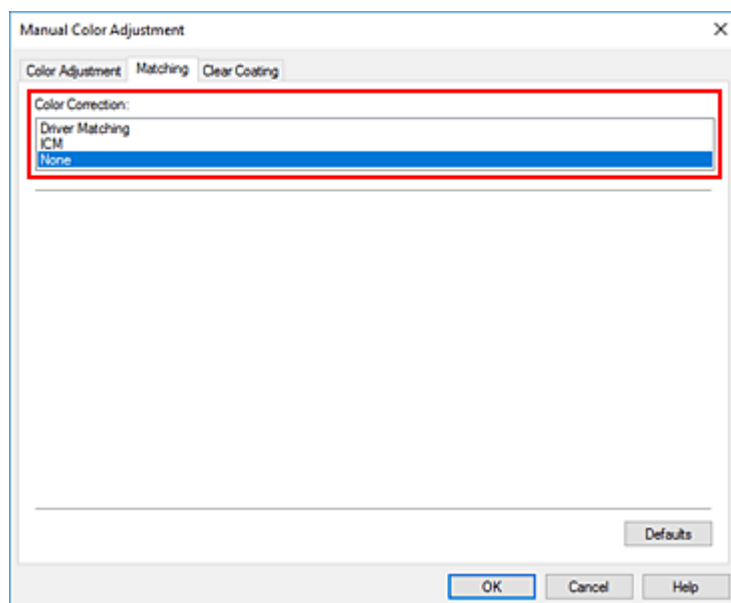 Manual Color Adjustment
Color Adjustment Matching Clear Coating
Color Correction:
Driver Matching
ICM
None
Defaults
OK Cancel Help